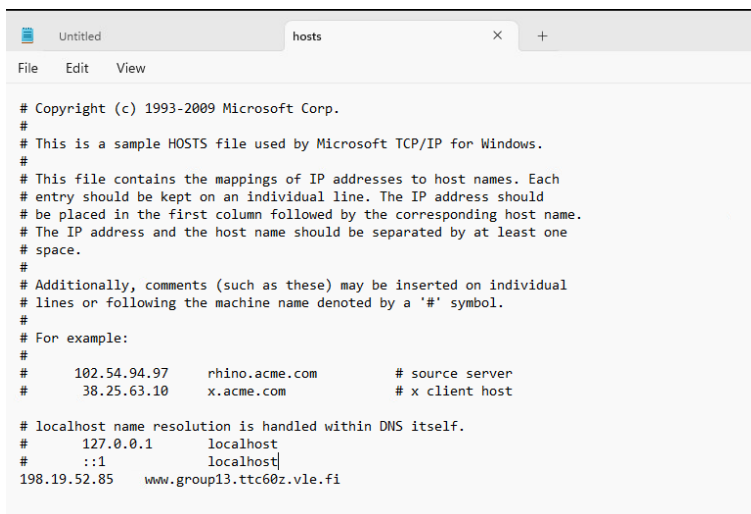 Untitled
hosts
File Edit View
# Copyright (c) 1993-2009 Microsoft Corp.
#
# This is a sample HOSTS file used by Microsoft TCP/IP for Windows.
#
# This file contains the mappings of IP addresses to host names. Each
# entry should be kept on an individual line. The IP address should
# be placed in the first column followed by the corresponding host name.
# The IP address and the host name should be separated by at least one
# space.
#
# Additionally, comments (such as these) may be inserted on individual
# lines or following the machine name denoted by a '#' symbol.
#
# For example:
#
#      102.54.94.97     rhino.acme.com          # source server
#       38.25.63.10     x.acme.com              # x client host

# localhost name resolution is handled within DNS itself.
#       127.0.0.1       localhost
#       ::1             localhost
198.19.52.85    www.group13.ttc60z.vle.fi